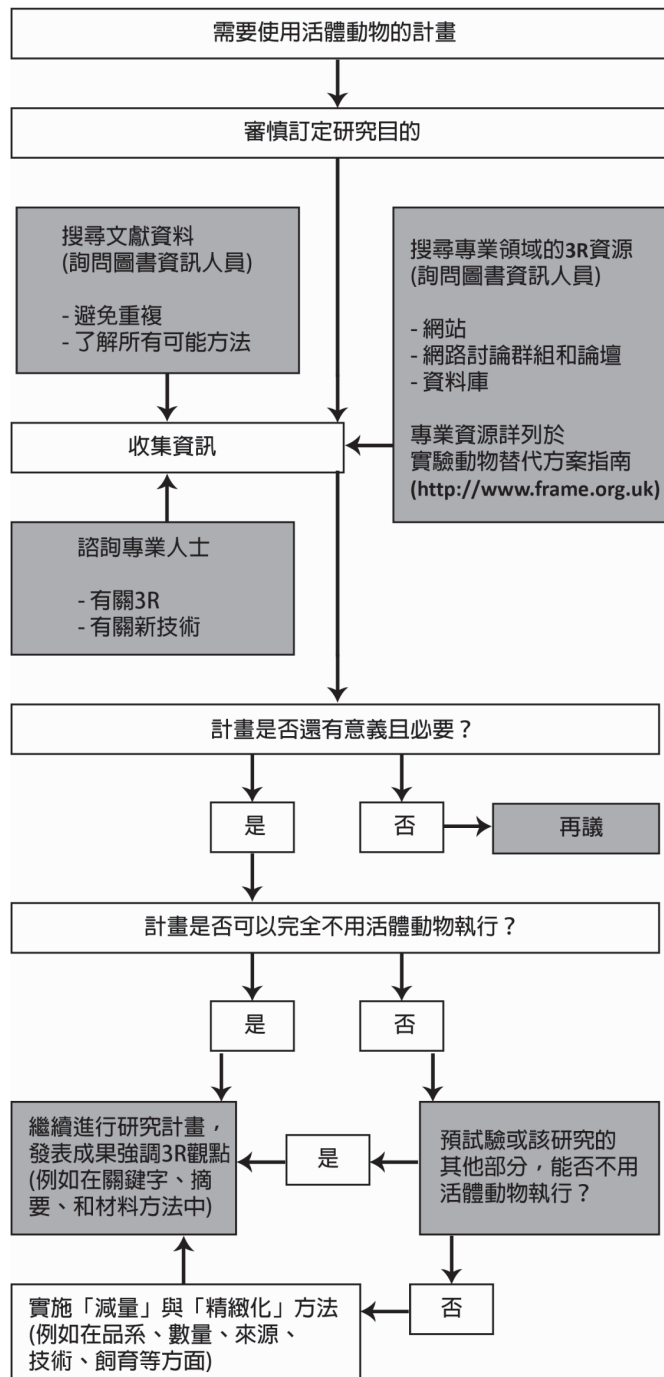 需要使用活體動物的計畫
審慎訂定研究目的
搜尋文獻資料
(詢問圖書資訊人員)
- 避免重複
- 了解所有可能方法
搜尋專業領域的3R資源
(詢問圖書資訊人員)
- 網站
- 網路討論群組和論壇
- 資料庫
專業資源詳列於
實驗動物替代方案指南
(http://www.frame.org.uk)
收集資訊
諮詢專業人士
- 有關3R
- 有關新技術
計畫是否還有意義且必要？
是
否
再議
計畫是否可以完全不用活體動物執行？
是
否
繼續進行研究計畫，
發表成果強調3R觀點
(例如在關鍵字、摘
要、和材料方法中)
是
預試驗或該研究的
其他部分，能否不用
活體動物執行？
否
實施「減量」與「精緻化」方法
(例如在品系、數量、來源、
技術、飼育等方面)